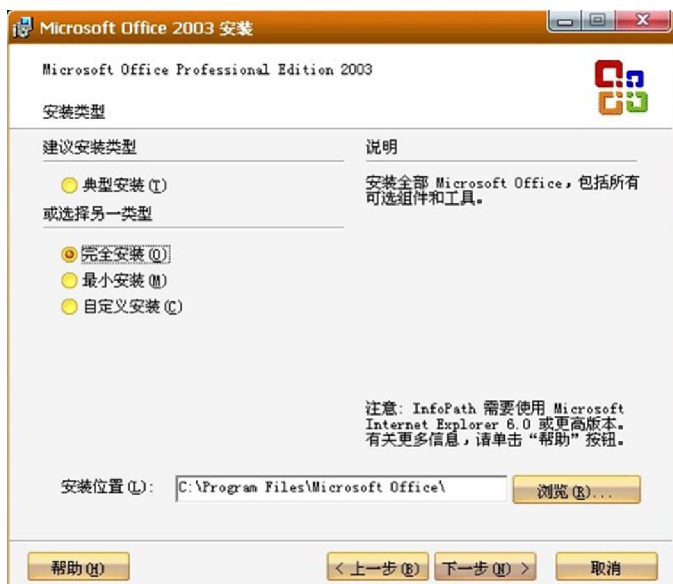 Microsoft Office 2003 安装
Microsoft Office Professional Edition 2003
安装类型
建议安装类型
典型安装(T)
或选择另一类型
完全安装(O)
最小安装(M)
自定义安装(C)
说明
安装全部 Microsoft Office,包括所有
可选组件和工具。
注意: InfoPath 需要使用 Microsoft
Internet Explorer 6.0 或更高版本。
有关更多信息,请单击“帮助”按钮。
安装位置(L):
C:\Program Files\Microsoft Office\
浏览(R)...
帮助(H)
< 上一步(B)
下一步(N) >
取消